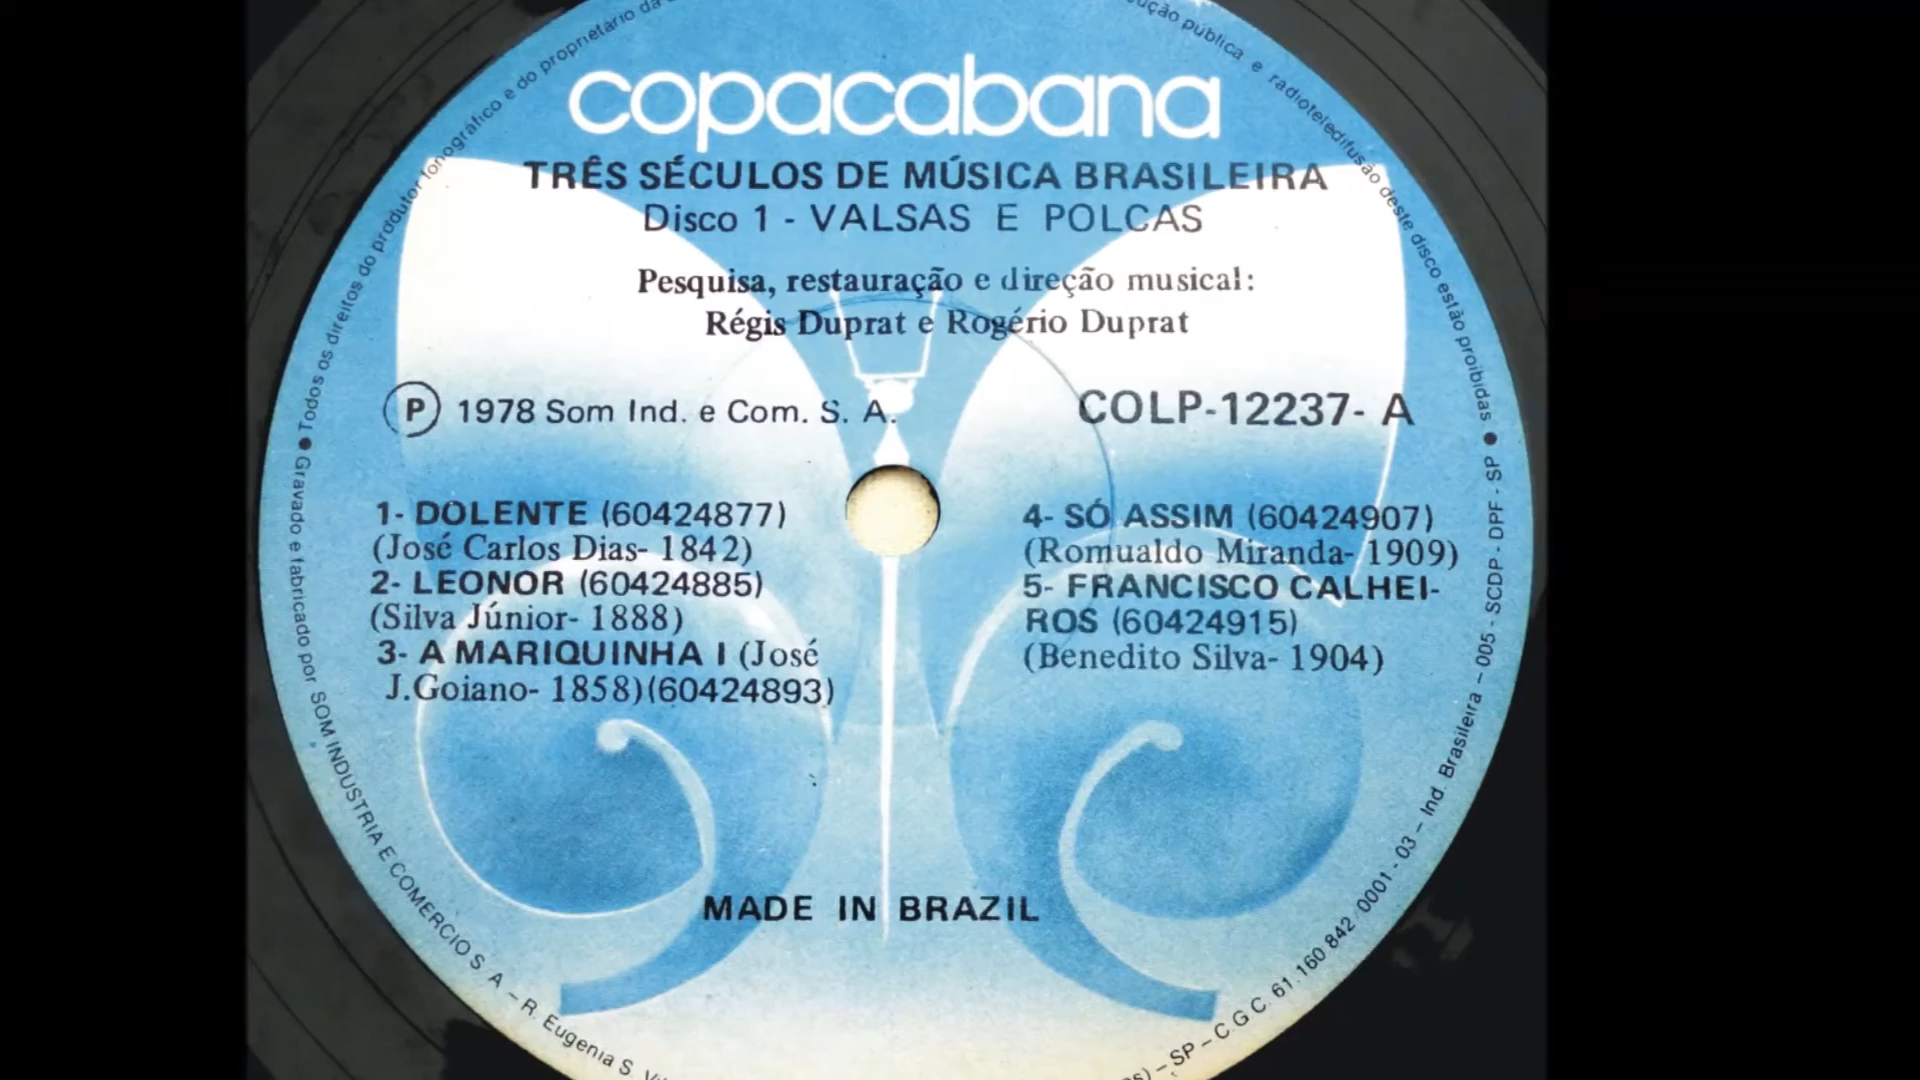 copacabana
TRÊS SÉCULOS DE MÚSICA BRASILEIRA
Disco 1 - VALSAS E POLCAS
Pesquisa, restauração e direção musical:
Régis Duprat e Rogério Duprat
P 1978 Som Ind. e Com. S. A.
COLP-12237- A
1- DOLENTE (60424877)
(José Carlos Dias- 1842)
2- LEONOR (60424885)
(Silva Júnior- 1888)
3- A MARIQUINHA I (José
J.Goiano- 1858)(60424893)
4- SÓ ASSIM (60424907)
(Romualdo Miranda- 1909)
5- FRANCISCO CALHEI-
ROS (60424915)
(Benedito Silva- 1904)
MADE IN BRAZIL
● Todos os direitos do produtor fonográfico e do proprietário da
pública e radioteledifusão deste disco estão proibidas ●
Gravado e fabricado por SOM INDUSTRIA E COMERCIO S. A. – R. Eugenia S.
– SP – C.G.C. 61.160 842 0001 - 03 – Ind. Brasileira – 005 - SCDP - DPF - SP